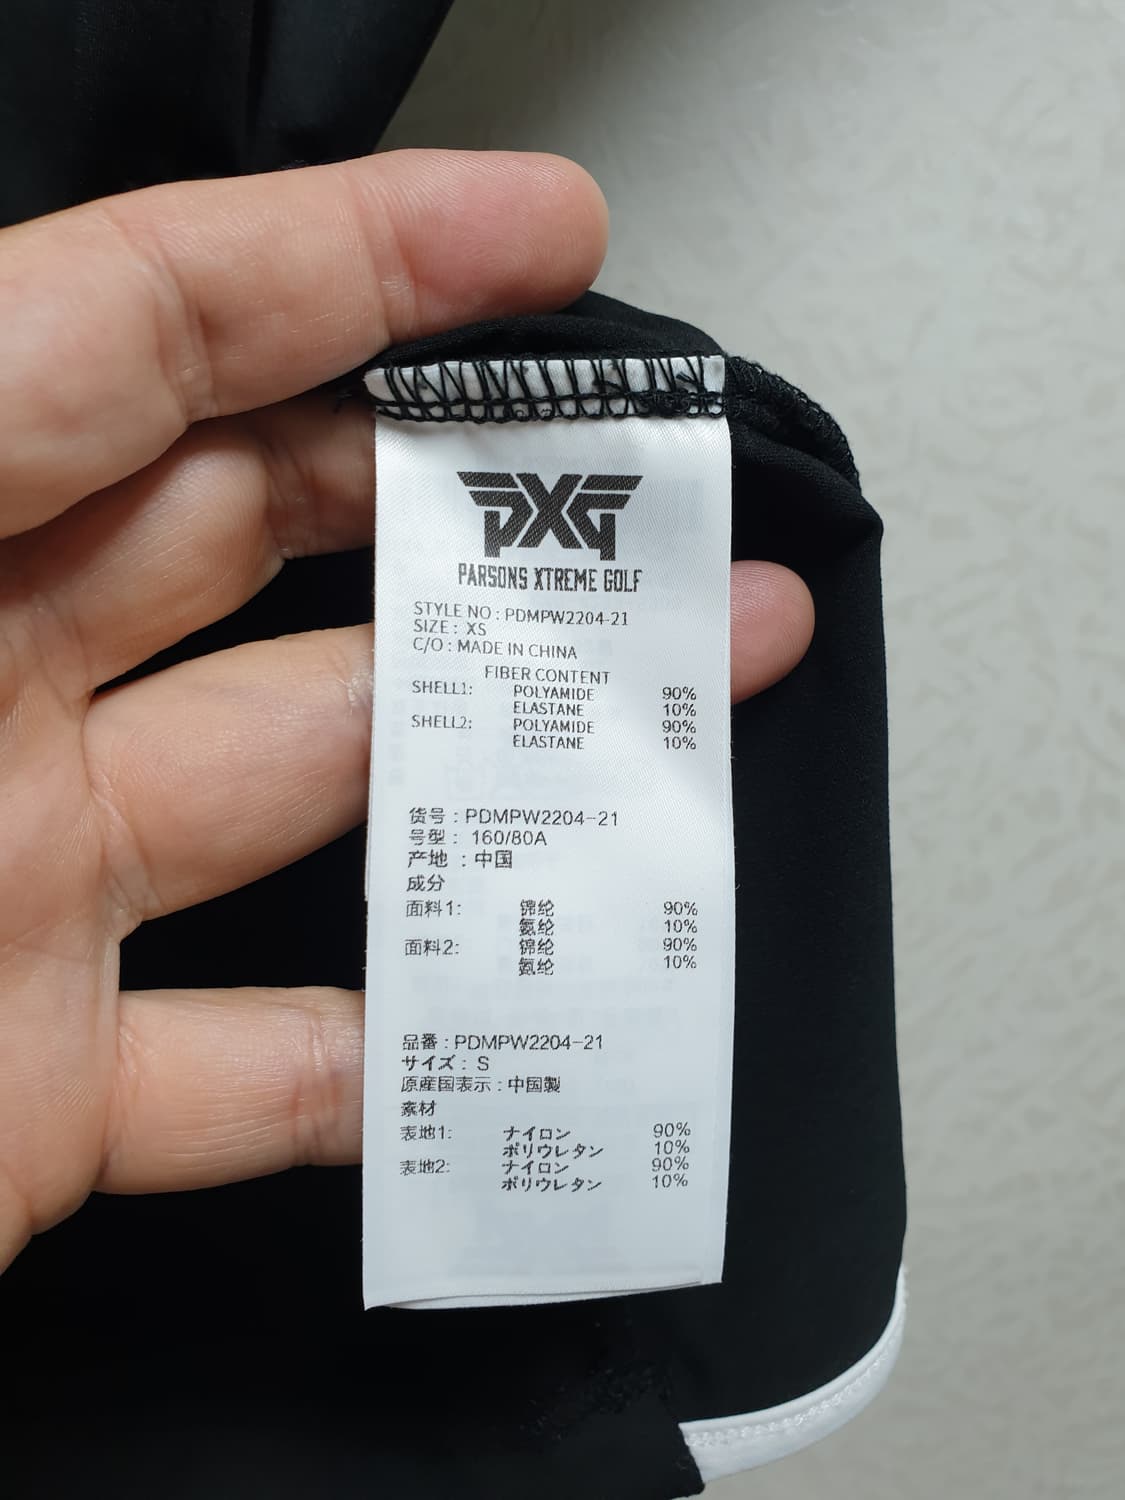 PXG
PARSONS XTREME GOLF
STYLE NO : PDMPW2204-21
SIZE : XS
C/O : MADE IN CHINA
FIBER CONTENT
SHELL1: POLYAMIDE 90%
ELASTANE 10%
SHELL2: POLYAMIDE 90%
ELASTANE 10%
货号 : PDMPW2204-21
号型 : 160/80A
产地 : 中国
成分
面料1: 锦纶 90%
氨纶 10%
面料2: 锦纶 90%
氨纶 10%
品番 : PDMPW2204-21
サイズ : S
原産国表示 : 中国製
素材
表地1: ナイロン 90%
ポリウレタン 10%
表地2: ナイロン 90%
ポリウレタン 10%